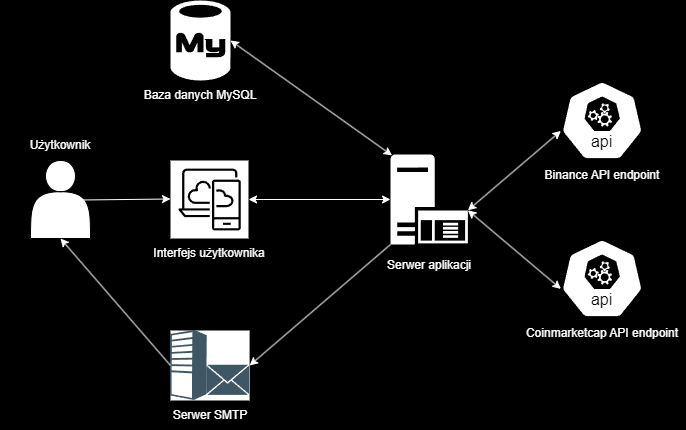 My
Baza danych MySQL
Użytkownik
Interfejs użytkownika
Serwer aplikacji
api
Binance API endpoint
api
Coinmarketcap API endpoint
Serwer SMTP